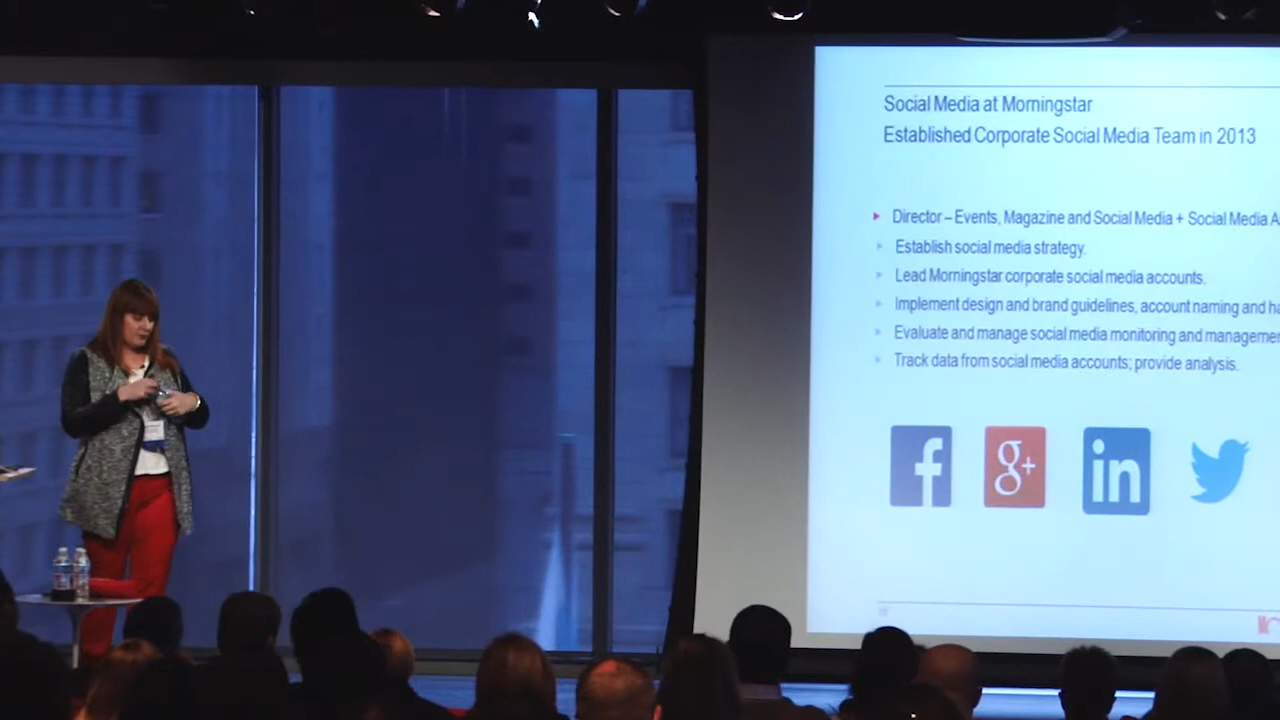 Social Media at Morningstar
Established Corporate Social Media Team in 2013
Director – Events, Magazine and Social Media + Social Media A
Establish social media strategy.
Lead Morningstar corporate social media accounts.
Implement design and brand guidelines, account naming and ha
Evaluate and manage social media monitoring and managemen
Track data from social media accounts; provide analysis.
f g+ in